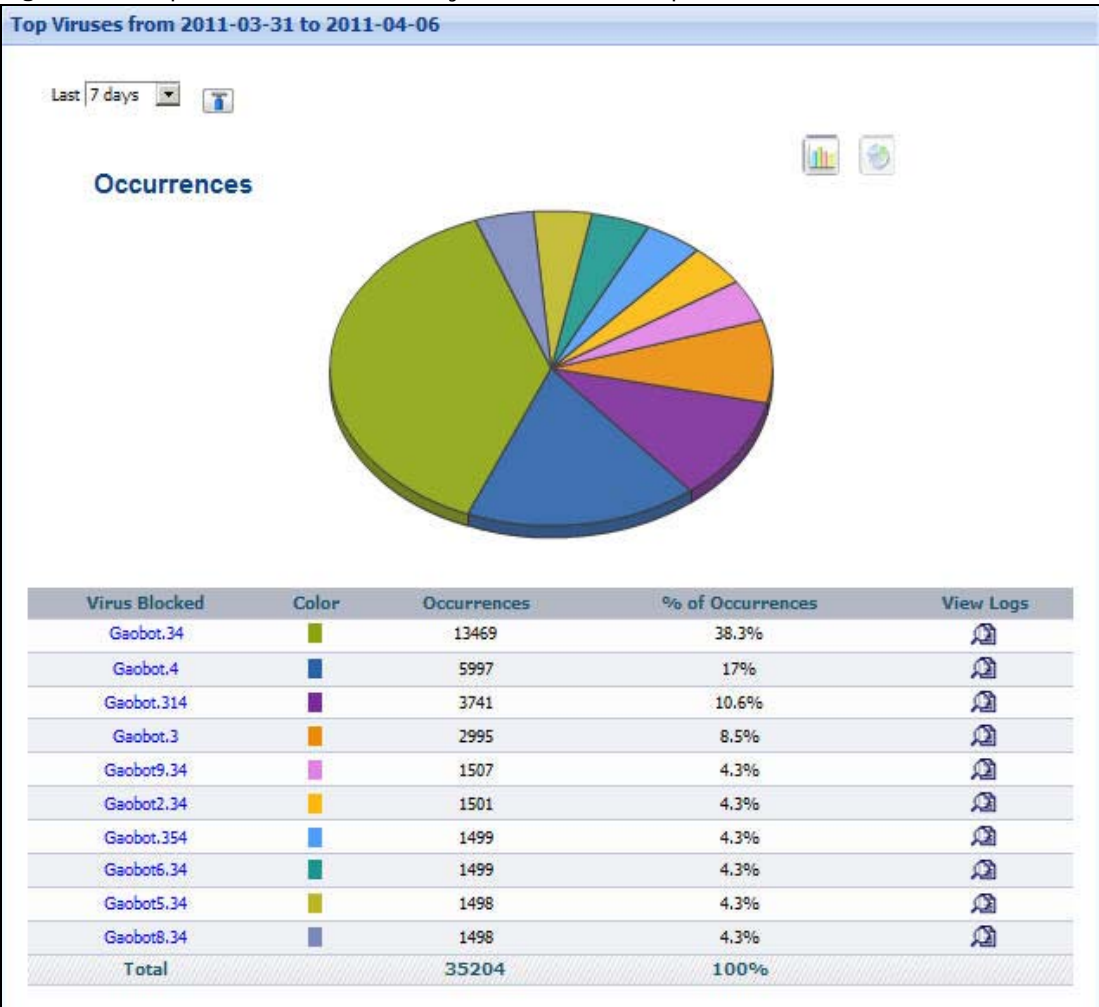 Top Viruses from 2011-03-31 to 2011-04-06
Last 7 days
Occurrences
Virus Blocked Color Occurrences % of Occurrences View Logs
Gaobot.34 13469 38.3%
Gaobot.4 5997 17%
Gaobot.314 3741 10.6%
Gaobot.3 2995 8.5%
Gaobot9.34 1507 4.3%
Gaobot2.34 1501 4.3%
Gaobot.354 1499 4.3%
Gaobot6.34 1499 4.3%
Gaobot5.34 1498 4.3%
Gaobot8.34 1498 4.3%
Total 35204 100%